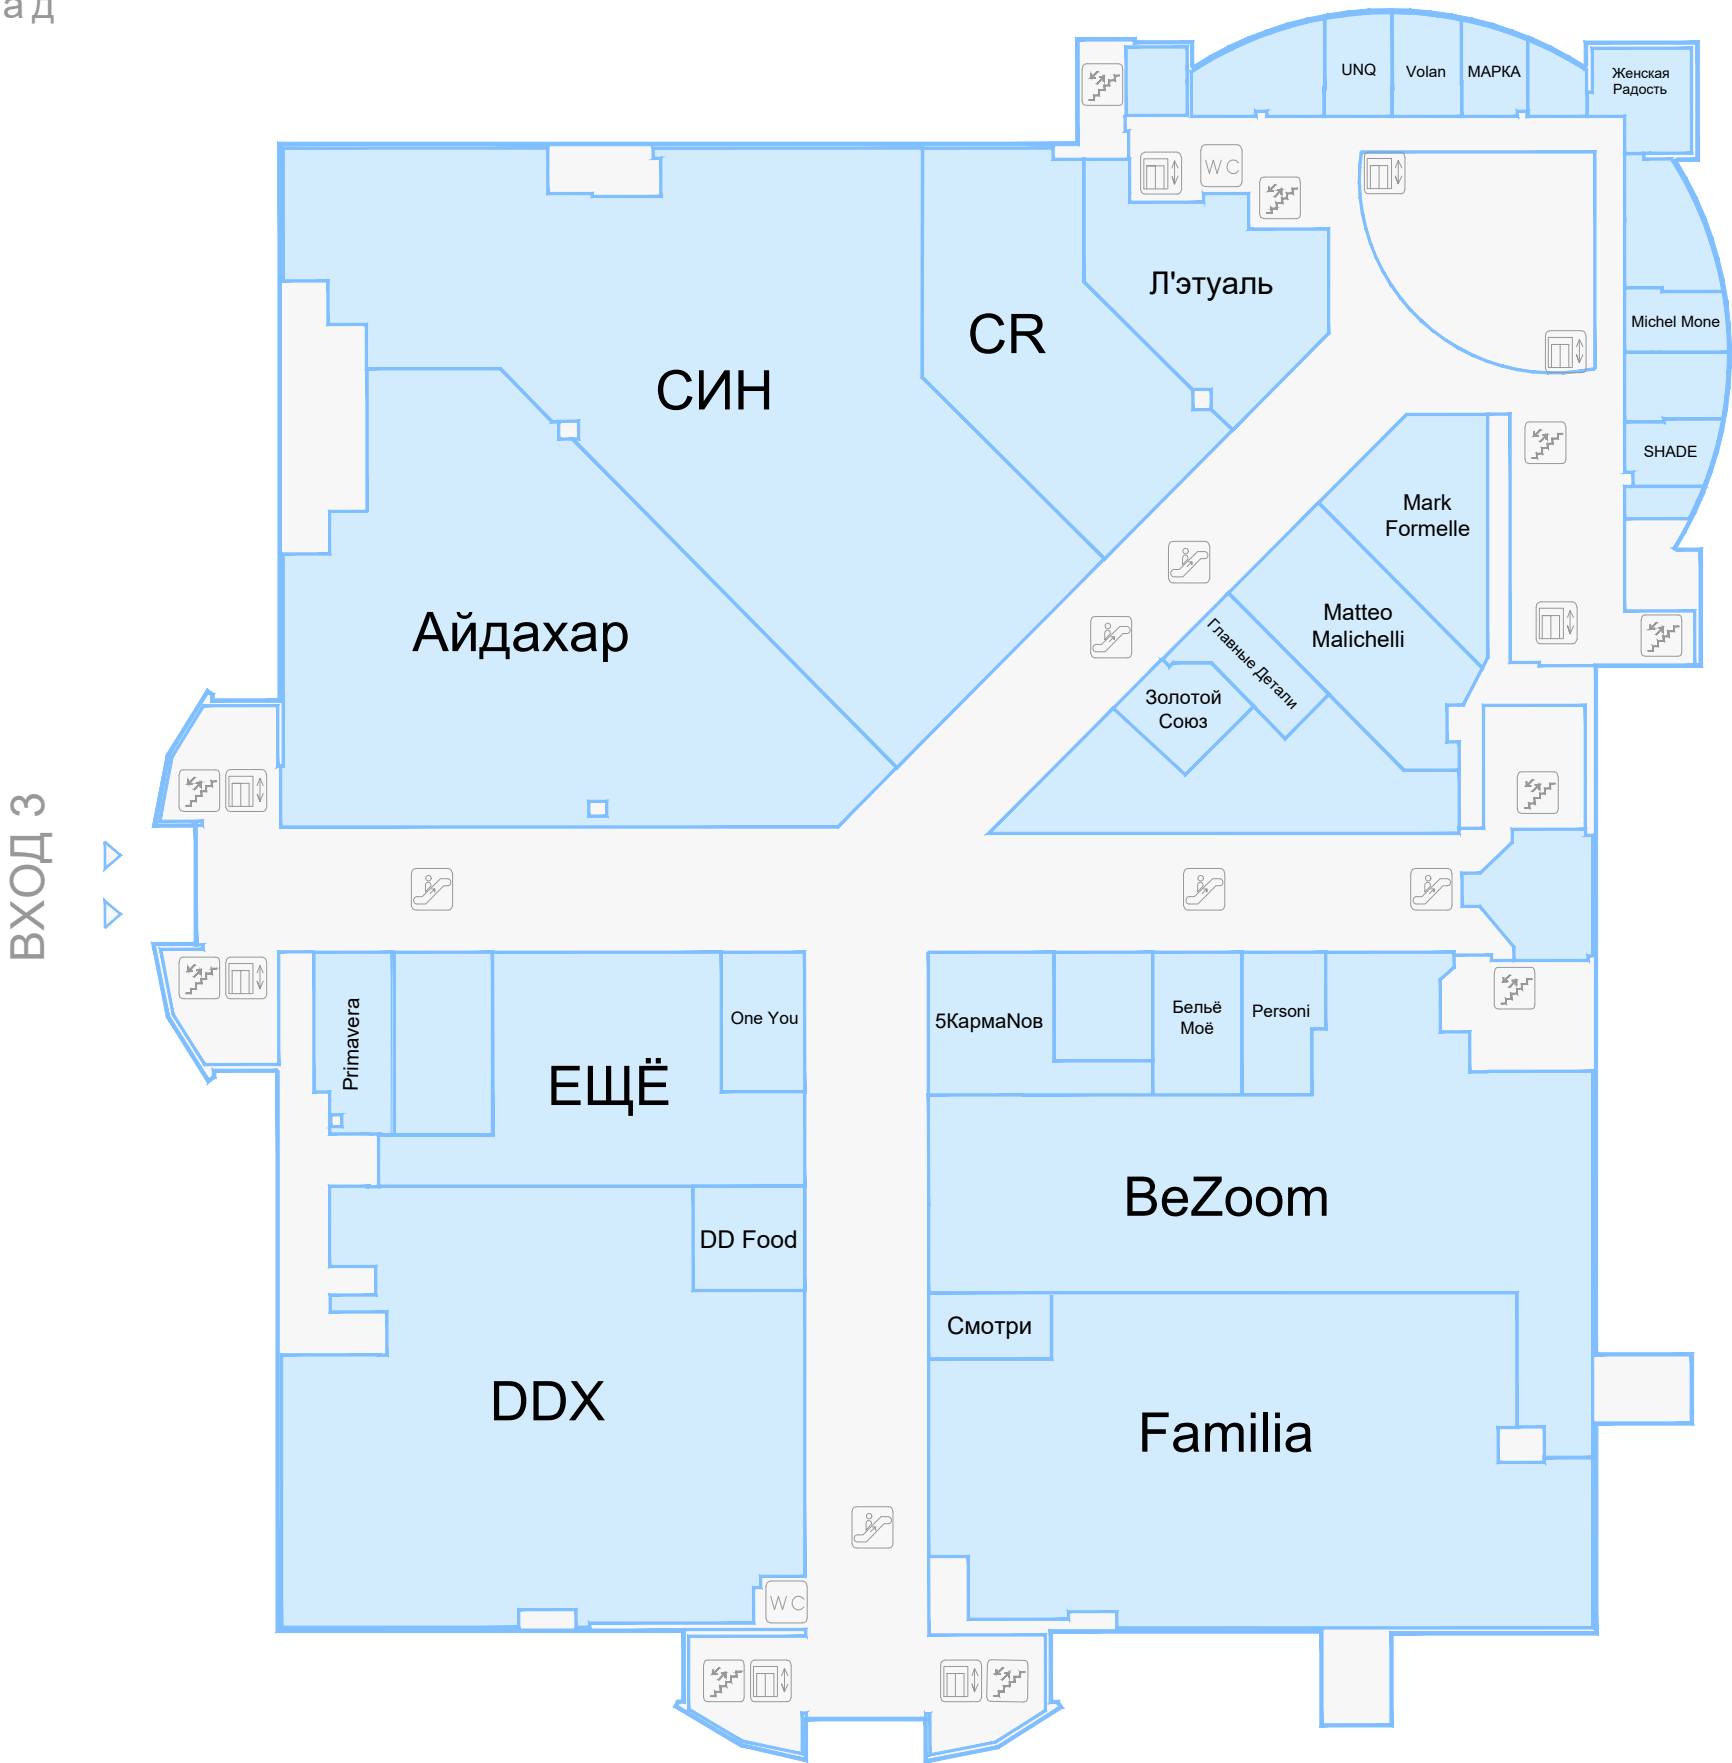 ад
UNQ
Volan
МАРКА
Женская
Радость
WC
Л'этуаль
CR
Michel Mone
СИН
SHADE
Mark
Formelle
Айдахар
Matteo
Malichelli
Главные Детали
Золотой
Союз
ВХОД 3
Primavera
ЕЩЁ
One You
5КармаNов
Бельё
Моё
Personi
BeZoom
DD Food
Смотри
DDX
Familia
WC